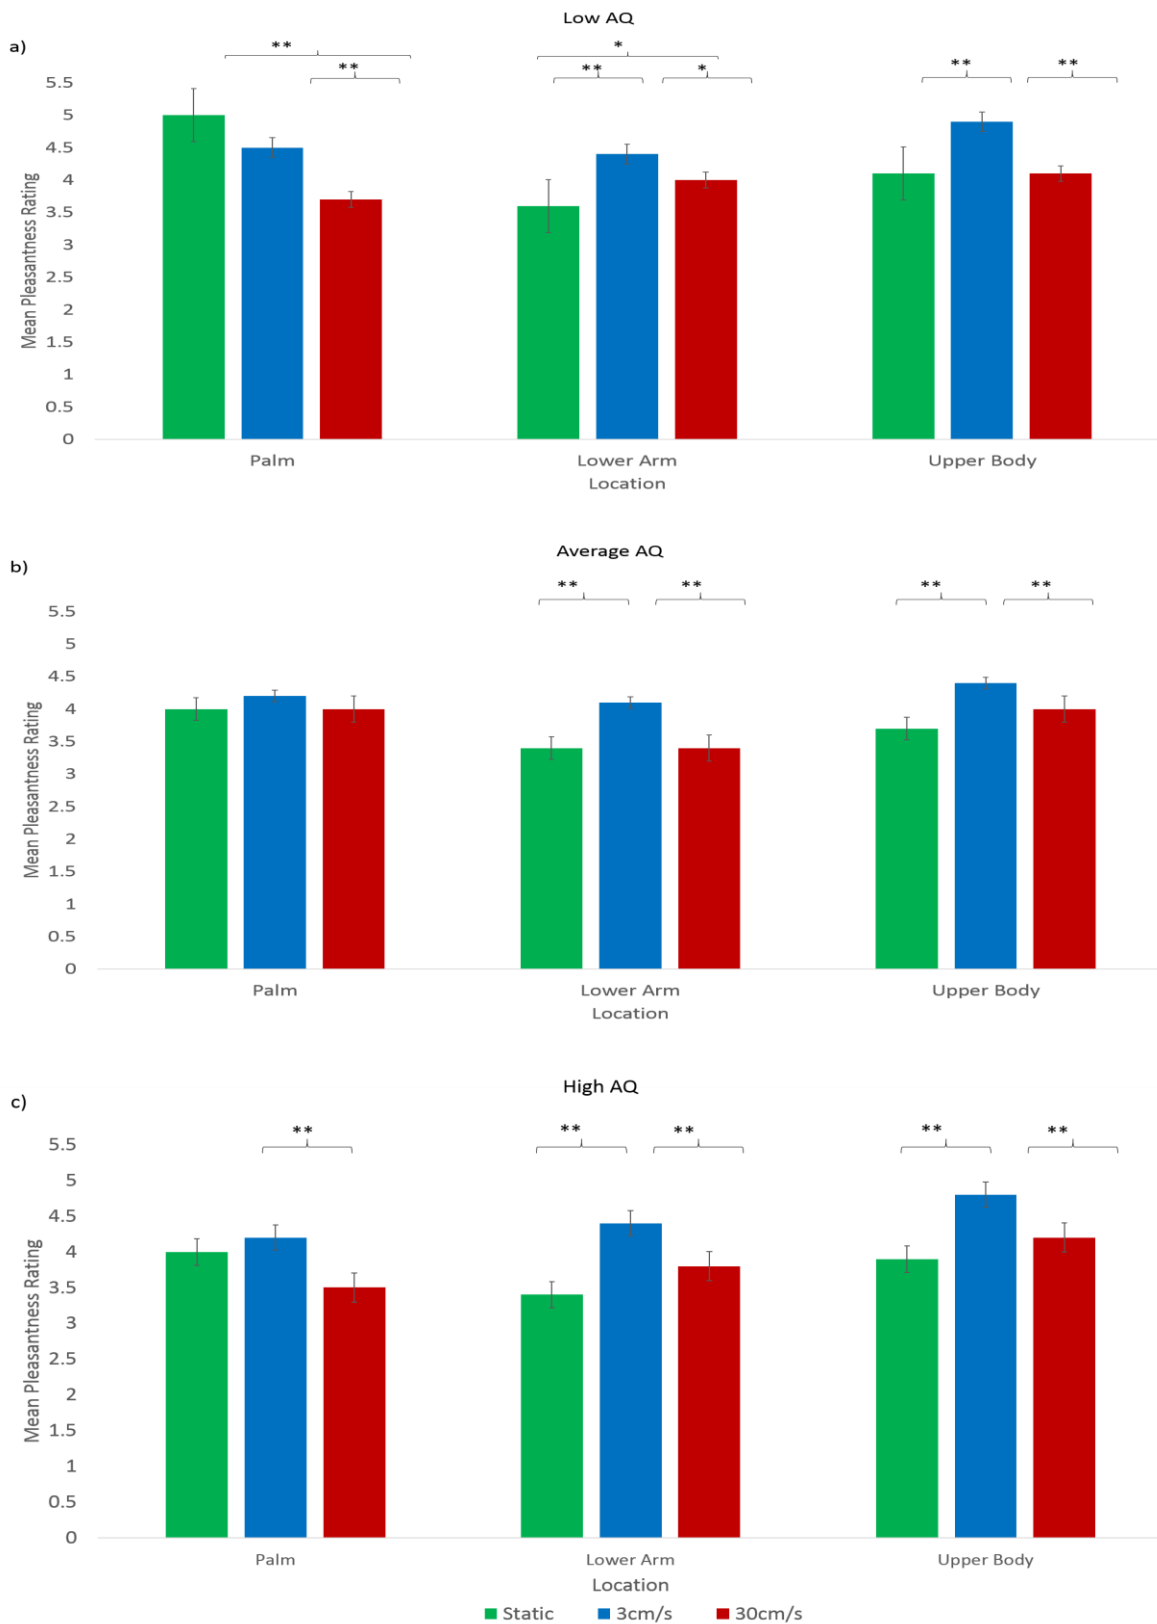 Low AQ
a)
** * 
** ** * ** **
5.5
5
4.5
4
3.5
3
2.5
2
1.5
1
0.5
0
Mean Pleasantness Rating
Palm Lower Arm Upper Body
Location
Average AQ
b)
** ** ** **
5.5
5
4.5
4
3.5
3
2.5
2
1.5
1
0.5
0
Mean Pleasantness Rating
Palm Lower Arm Upper Body
Location
High AQ
c)
** ** ** ** **
5.5
5
4.5
4
3.5
3
2.5
2
1.5
1
0.5
0
Mean Pleasantness Rating
Palm Lower Arm Upper Body
Location
Static 3cm/s 30cm/s